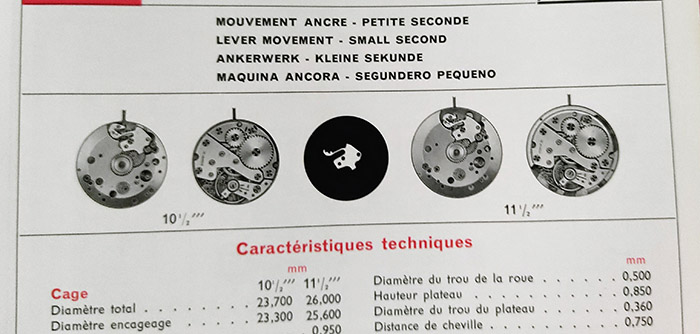 MOUVEMENT ANCRE - PETITE SECONDE
LEVER MOVEMENT - SMALL SECOND
ANKERWERK - KLEINE SEKUNDE
MAQUINA ANCORA - SEGUNDERO PEQUENO
10 1/2 ′′′ 11 1/2 ′′′
Caractéristiques techniques
mm
10 1/2 ′′′ 11 1/2 ′′′
Cage
Diamètre total . . . . . . . 23,700 26,000
Diamètre encageage . . . . . . 23,300 25,600
0,950
mm
Diamètre du trou de la roue . . . . . 0,500
Hauteur plateau . . . . . . . . 0,850
Diamètre du trou du plateau . . . . 0,360
Distance de cheville . . . . . . 0,750